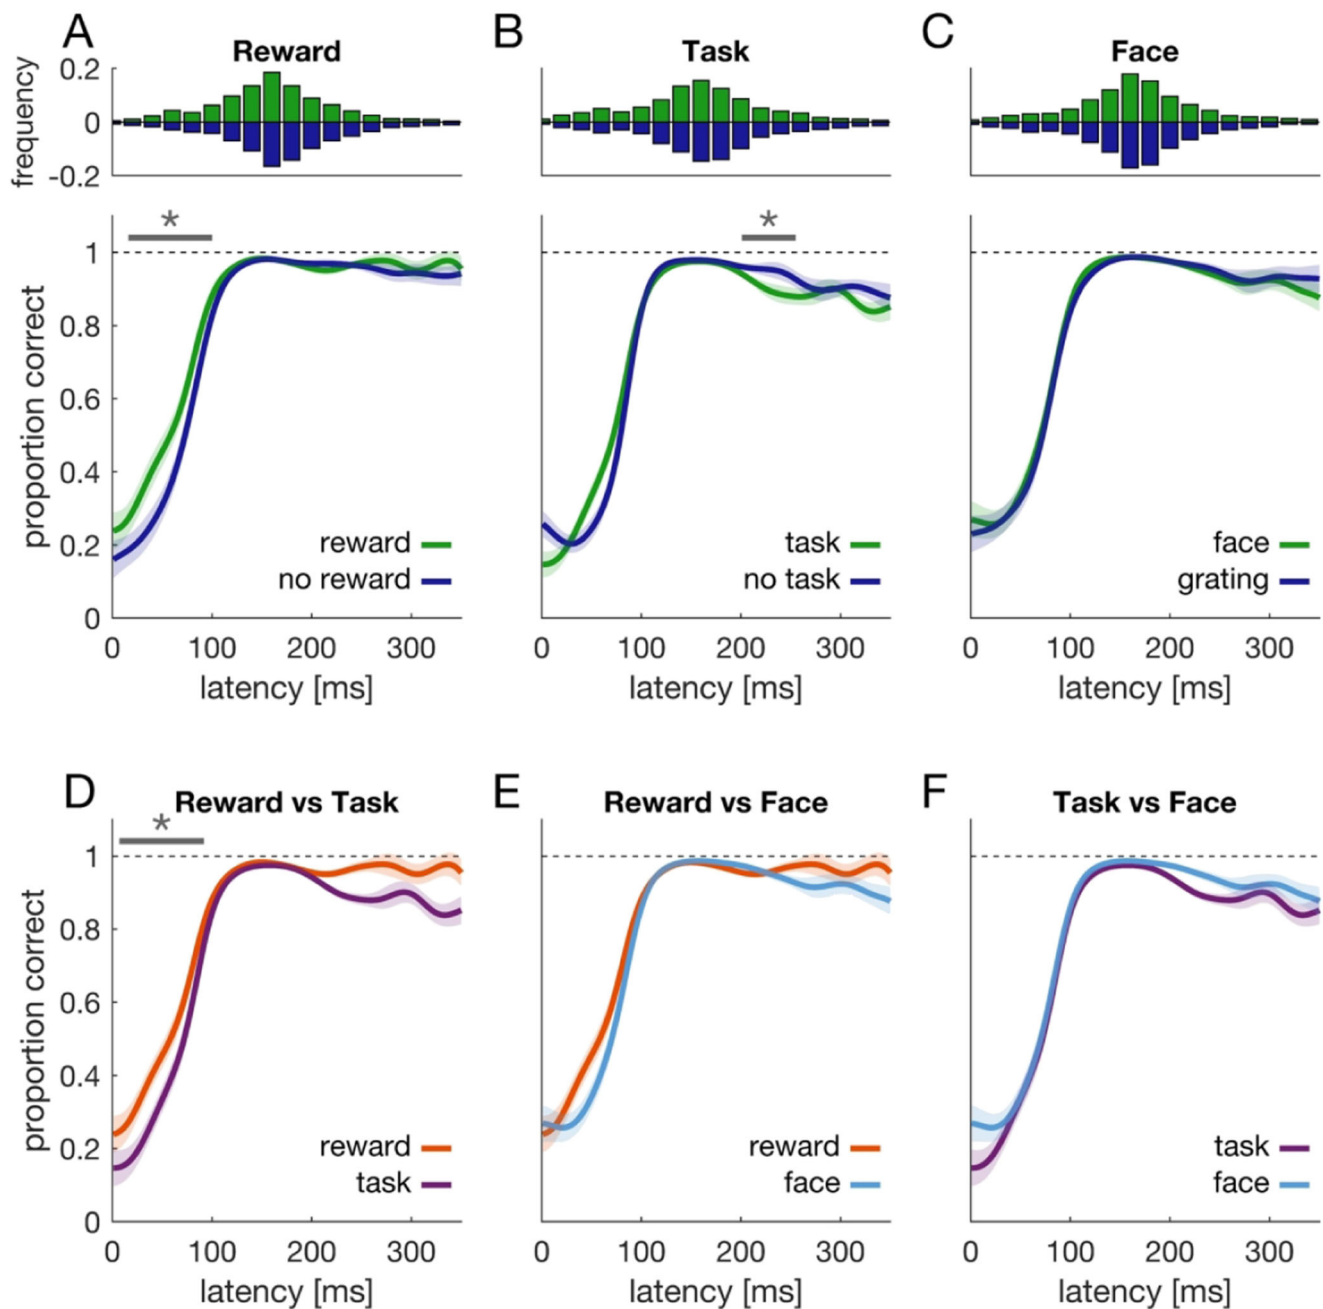 A B C
Reward Task Face
frequency
0.2
0
-0.2
* *
proportion correct
1
0.8
0.6
0.4
0.2
0
reward task face
no reward no task grating
0 100 200 300 0 100 200 300 0 100 200 300
latency [ms] latency [ms] latency [ms]
D E F
Reward vs Task Reward vs Face Task vs Face
*
proportion correct
1
0.8
0.6
0.4
0.2
0
reward reward task
task face face
0 100 200 300 0 100 200 300 0 100 200 300
latency [ms] latency [ms] latency [ms]